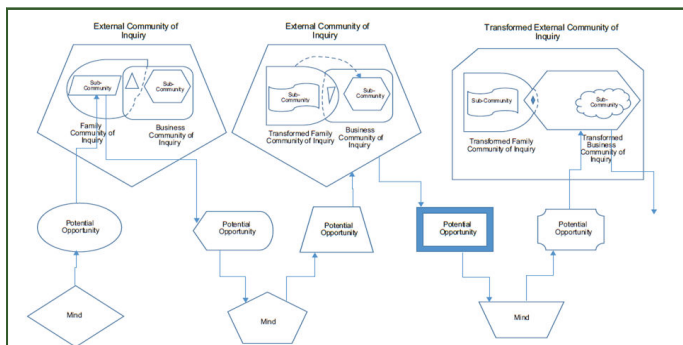 External Community of
Inquiry
Sub-
Community
Sub-
Community
Family
Community of
Inquiry
Business
Community of
Inquiry
Potential
Opportunity
Mind
Potential
Opportunity
External Community of
Inquiry
Sub-
Community
Sub-
Community
Transformed Family
Community of Inquiry
Business
Community of
Inquiry
Mind
Potential
Opportunity
Potential
Opportunity
Transformed External Community of
Inquiry
Sub-Community
Sub-
Community
Transformed Family
Community of Inquiry
Transformed
Business
Community of
Inquiry
Mind
Potential
Opportunity